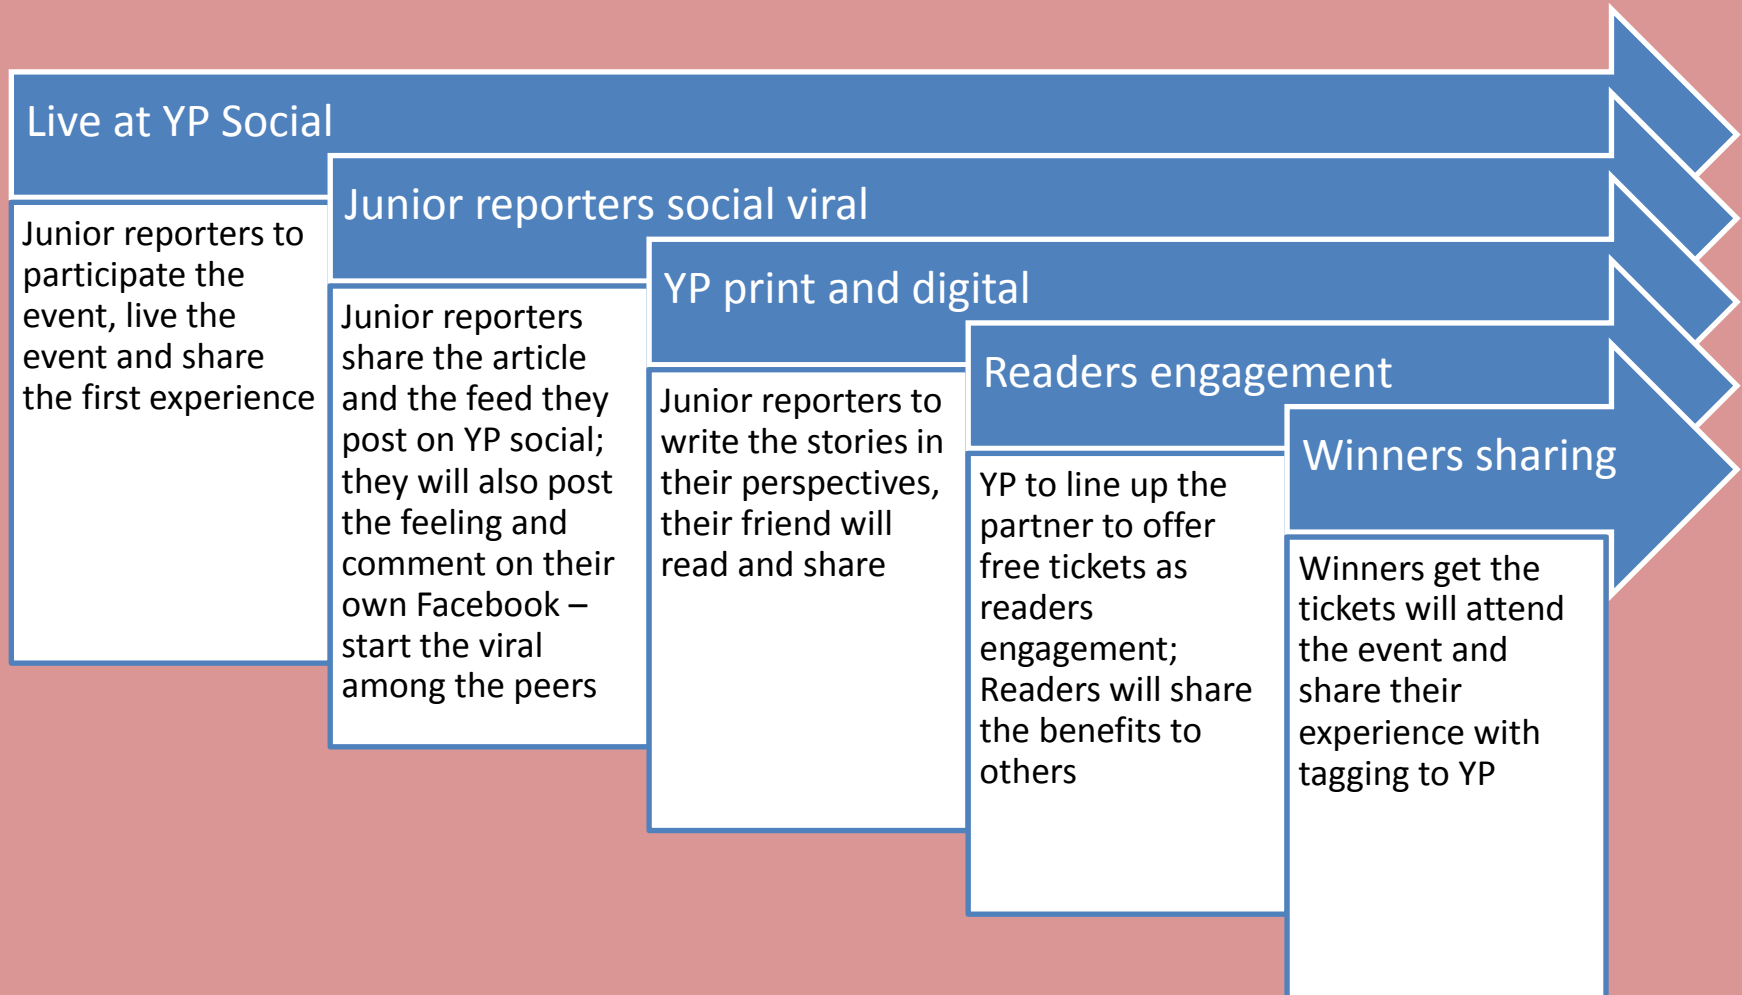 Live at YP Social
Junior reporters to
participate the
event, live the
event and share
the first experience
Junior reporters social viral
Junior reporters
share the article
and the feed they
post on YP social;
they will also post
the feeling and
comment on their
own Facebook –
start the viral
among the peers
YP print and digital
Junior reporters to
write the stories in
their perspectives,
their friend will
read and share
Readers engagement
YP to line up the
partner to offer
free tickets as
readers
engagement;
Readers will share
the benefits to
others
Winners sharing
Winners get the
tickets will attend
the event and
share their
experience with
tagging to YP